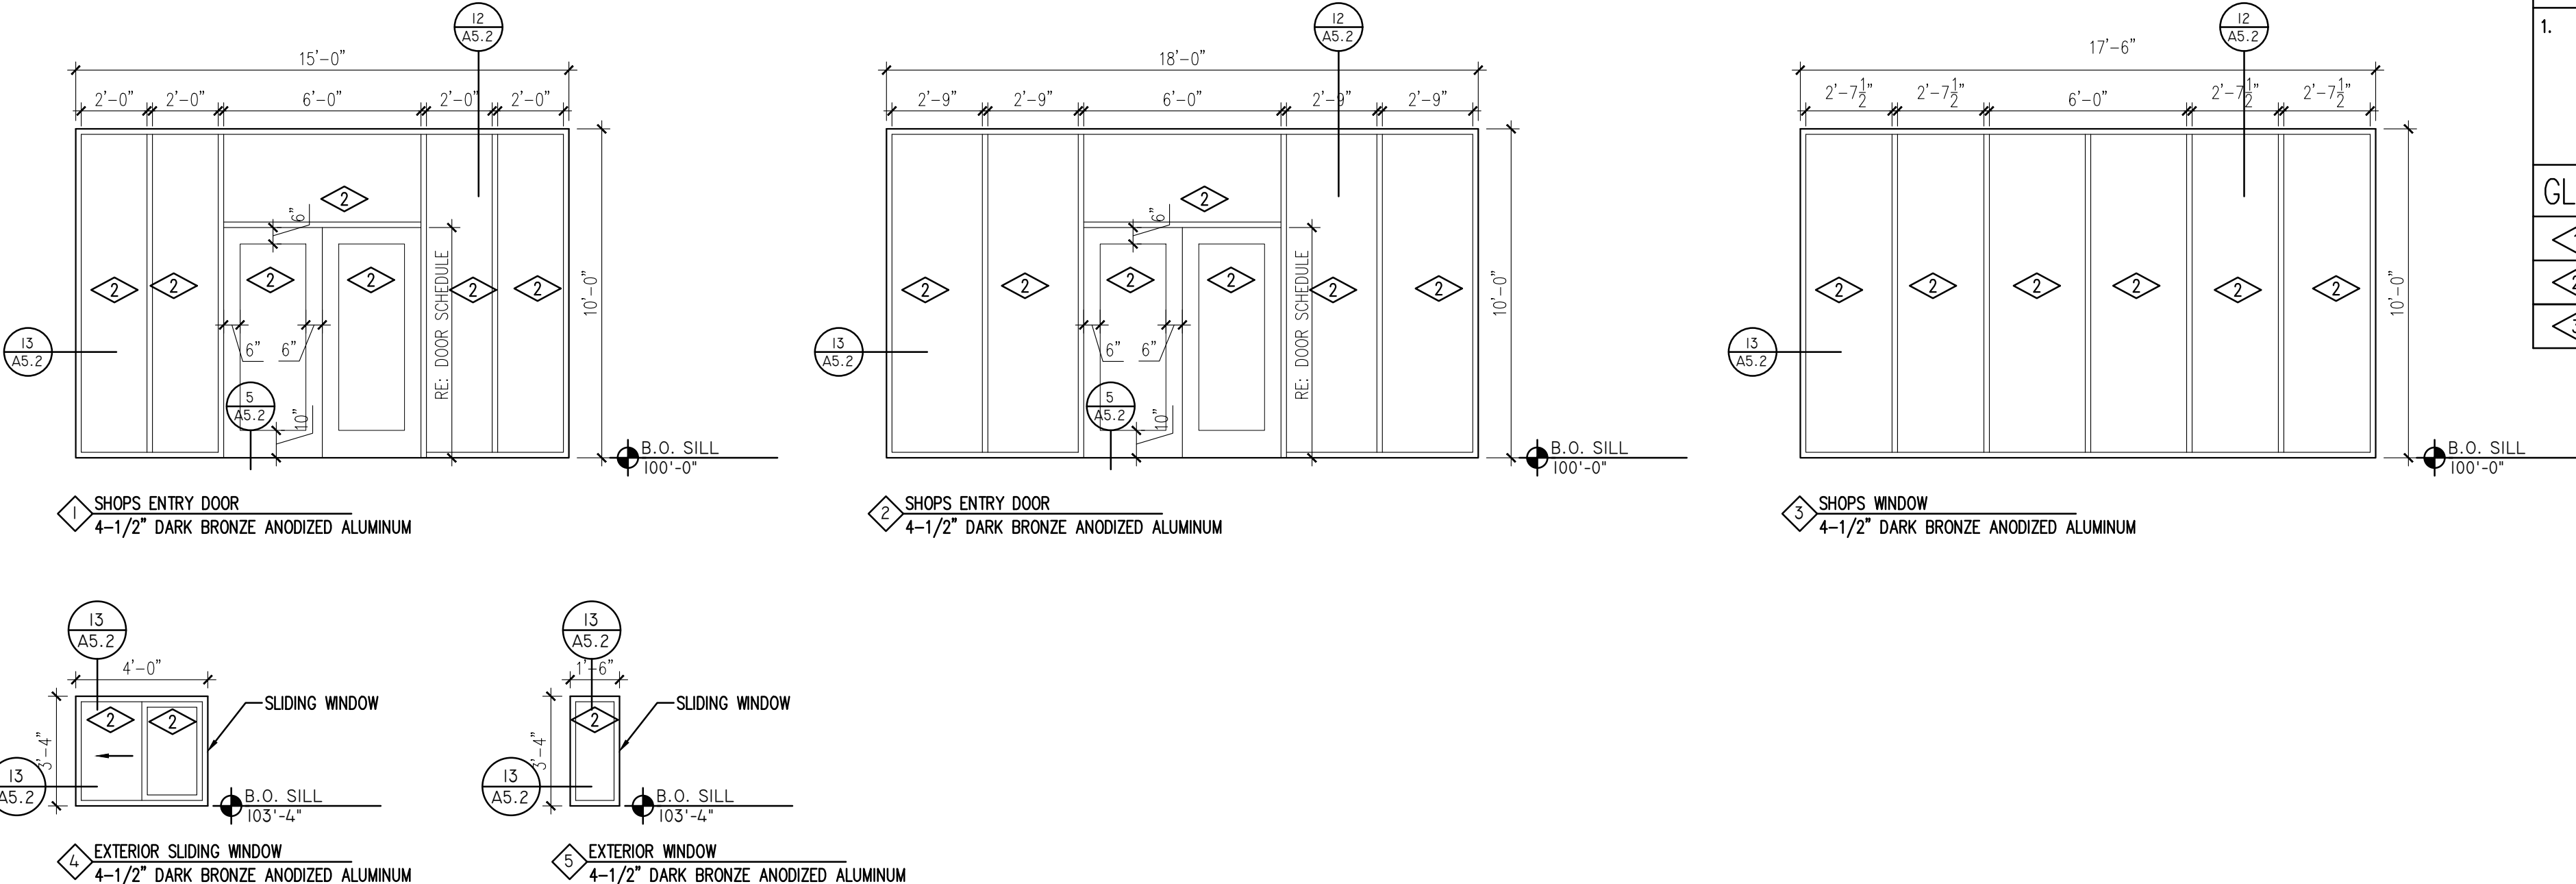 12
A5.2
15'-0"
2'-0" 2'-0" 6'-0" 2'-0" 2'-0"
2
6"
2 2 2 2 2 2
RE: DOOR SCHEDULE
10'-0"
13
A5.2
6" 6"
5
A5.2
10"
B.O. SILL
100'-0"
1 SHOPS ENTRY DOOR
4-1/2" DARK BRONZE ANODIZED ALUMINUM
12
A5.2
18'-0"
2'-9" 2'-9" 6'-0" 2'-9" 2'-9"
2
6"
2 2 2 2 2 2
RE: DOOR SCHEDULE
10'-0"
13
A5.2
6" 6"
5
A5.2
10"
B.O. SILL
100'-0"
2 SHOPS ENTRY DOOR
4-1/2" DARK BRONZE ANODIZED ALUMINUM
12
A5.2
17'-6"
2'-7 1/2" 2'-7 1/2" 6'-0" 2'-7 1/2" 2'-7 1/2"
2 2 2 2 2 2
10'-0"
13
A5.2
B.O. SILL
100'-0"
3 SHOPS WINDOW
4-1/2" DARK BRONZE ANODIZED ALUMINUM
1.
GL
2
3
13
A5.2
4'-0"
2 2
SLIDING WINDOW
3'-4"
13
A5.2
B.O. SILL
103'-4"
4 EXTERIOR SLIDING WINDOW
4-1/2" DARK BRONZE ANODIZED ALUMINUM
13
A5.2
1'-6"
2
SLIDING WINDOW
3'-4"
13
A5.2
B.O. SILL
103'-4"
5 EXTERIOR WINDOW
4-1/2" DARK BRONZE ANODIZED ALUMINUM